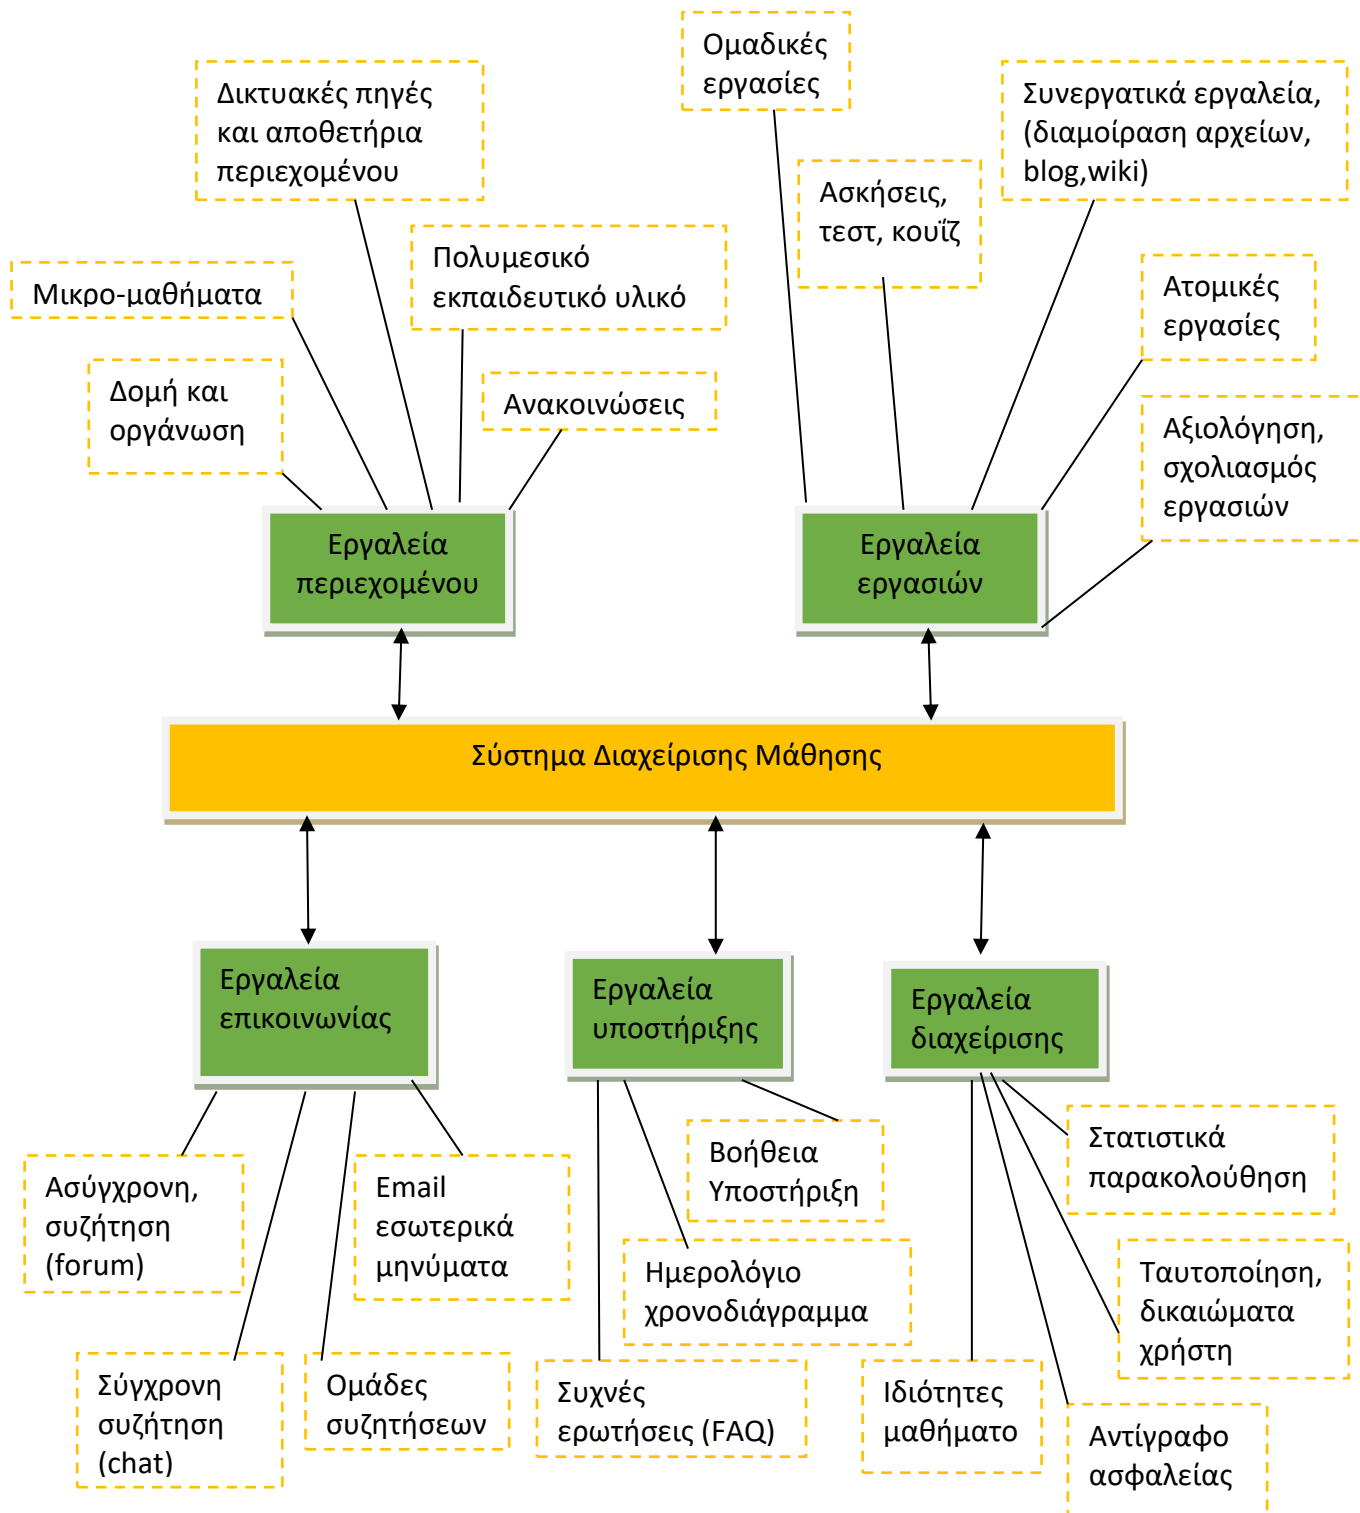 Ομαδικές
εργασίες
Δικτυακές πηγές
και αποθετήρια
περιεχομένου
Συνεργατικά εργαλεία,
(διαμοίραση αρχείων,
blog,wiki)
Ασκήσεις,
τεστ, κουΐζ
Πολυμεσικό
εκπαιδευτικό υλικό
Μικρο-μαθήματα
Ατομικές
εργασίες
Δομή και
οργάνωση
Ανακοινώσεις
Αξιολόγηση,
σχολιασμός
εργασιών
Εργαλεία
περιεχομένου
Εργαλεία
εργασιών
Σύστημα Διαχείρισης Μάθησης
Εργαλεία
επικοινωνίας
Εργαλεία
υποστήριξης
Εργαλεία
διαχείρισης
Στατιστικά
παρακολούθηση
Βοήθεια
Υποστήριξη
Ασύγχρονη,
συζήτηση
(forum)
Email
εσωτερικά
μηνύματα
Ημερολόγιο
χρονοδιάγραμμα
Ταυτοποίηση,
δικαιώματα
χρήστη
Σύγχρονη
συζήτηση
(chat)
Ομάδες
συζητήσεων
Συχνές
ερωτήσεις (FAQ)
Ιδιότητες
μαθήματο
Αντίγραφο
ασφαλείας